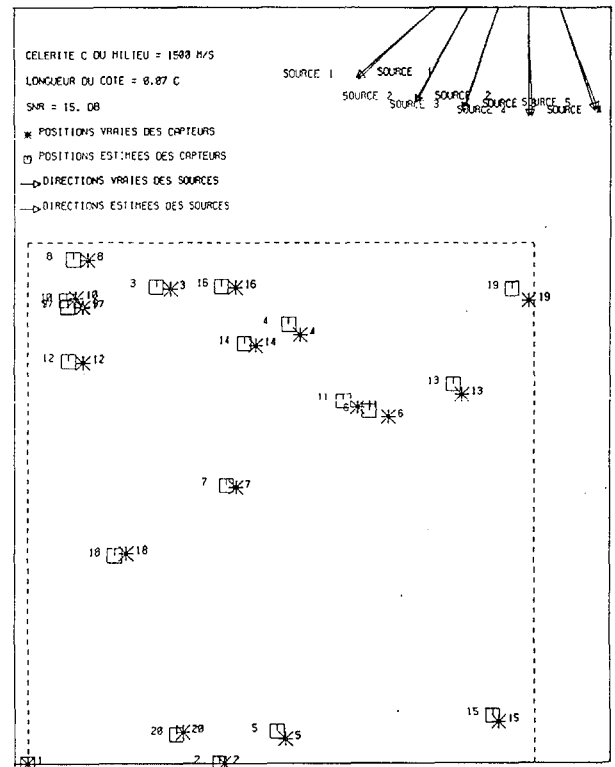 CELERITE C DU MILIEU = 1500 M/S
LONGUEUR DU COTE = 0.07 C
SNR = 15. DB
POSITIONS VRAIES DES CAPTEURS
POSITIONS ESTIMEES DES CAPTEURS
DIRECTIONS VRAIES DES SOURCES
DIRECTIONS ESTIMEES DES SOURCES
SOURCE 1 SOURCE 1
SOURCE 2 SOURCE 3 SOURCE 2
SOURCE 4 SOURCE SOURCE 5
SOURCE
8 8
3 3 16 16 19
10 10 19
17
4 4
14 14
12 12
13 13
11 6 6
7 7
18 18
15 15
20 20 5 5
1 2 2